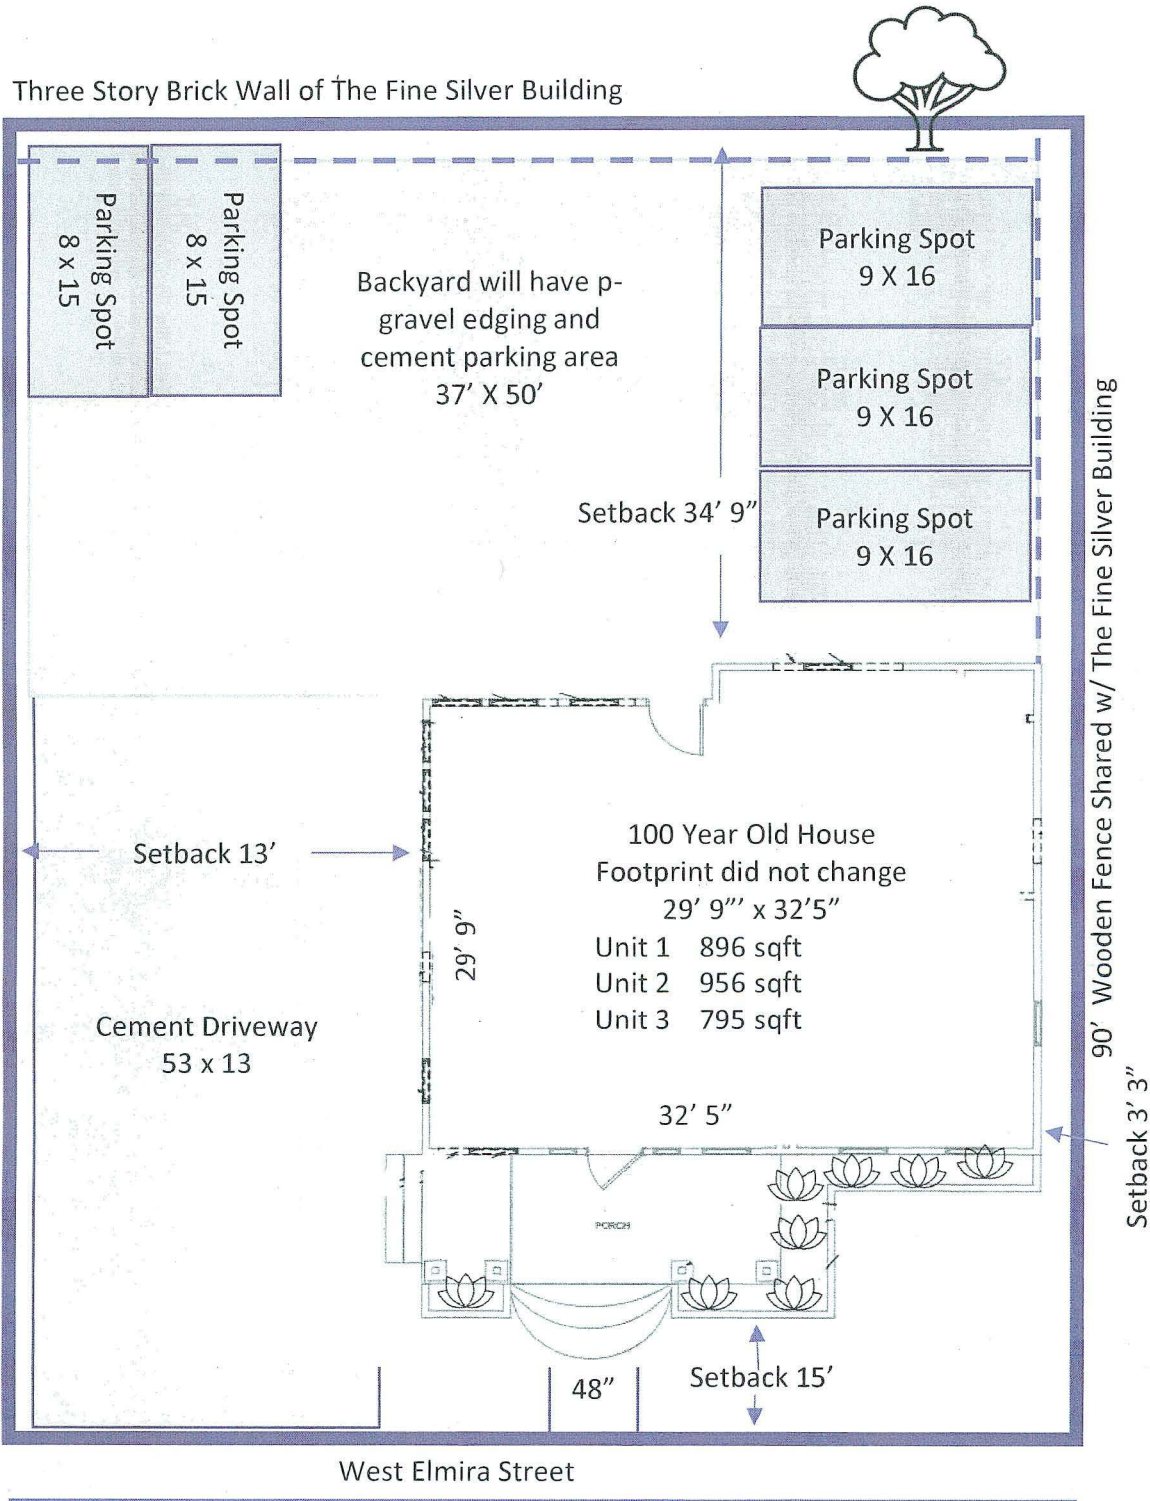 Three Story Brick Wall of The Fine Silver Building
Parking Spot
8 x 15
Parking Spot
8 x 15
Backyard will have p-
gravel edging and
cement parking area
37’ X 50’
Parking Spot
9 X 16
Parking Spot
9 X 16
Parking Spot
9 X 16
Setback 34’ 9”
90’ Wooden Fence Shared w/ The Fine Silver Building
Setback 13’
29’ 9”
100 Year Old House
Footprint did not change
29’ 9”’ x 32’5”
Unit 1 896 sqft
Unit 2 956 sqft
Unit 3 795 sqft
Cement Driveway
53 x 13
32’ 5”
Setback 3’ 3”
PORCH
48”
Setback 15’
West Elmira Street